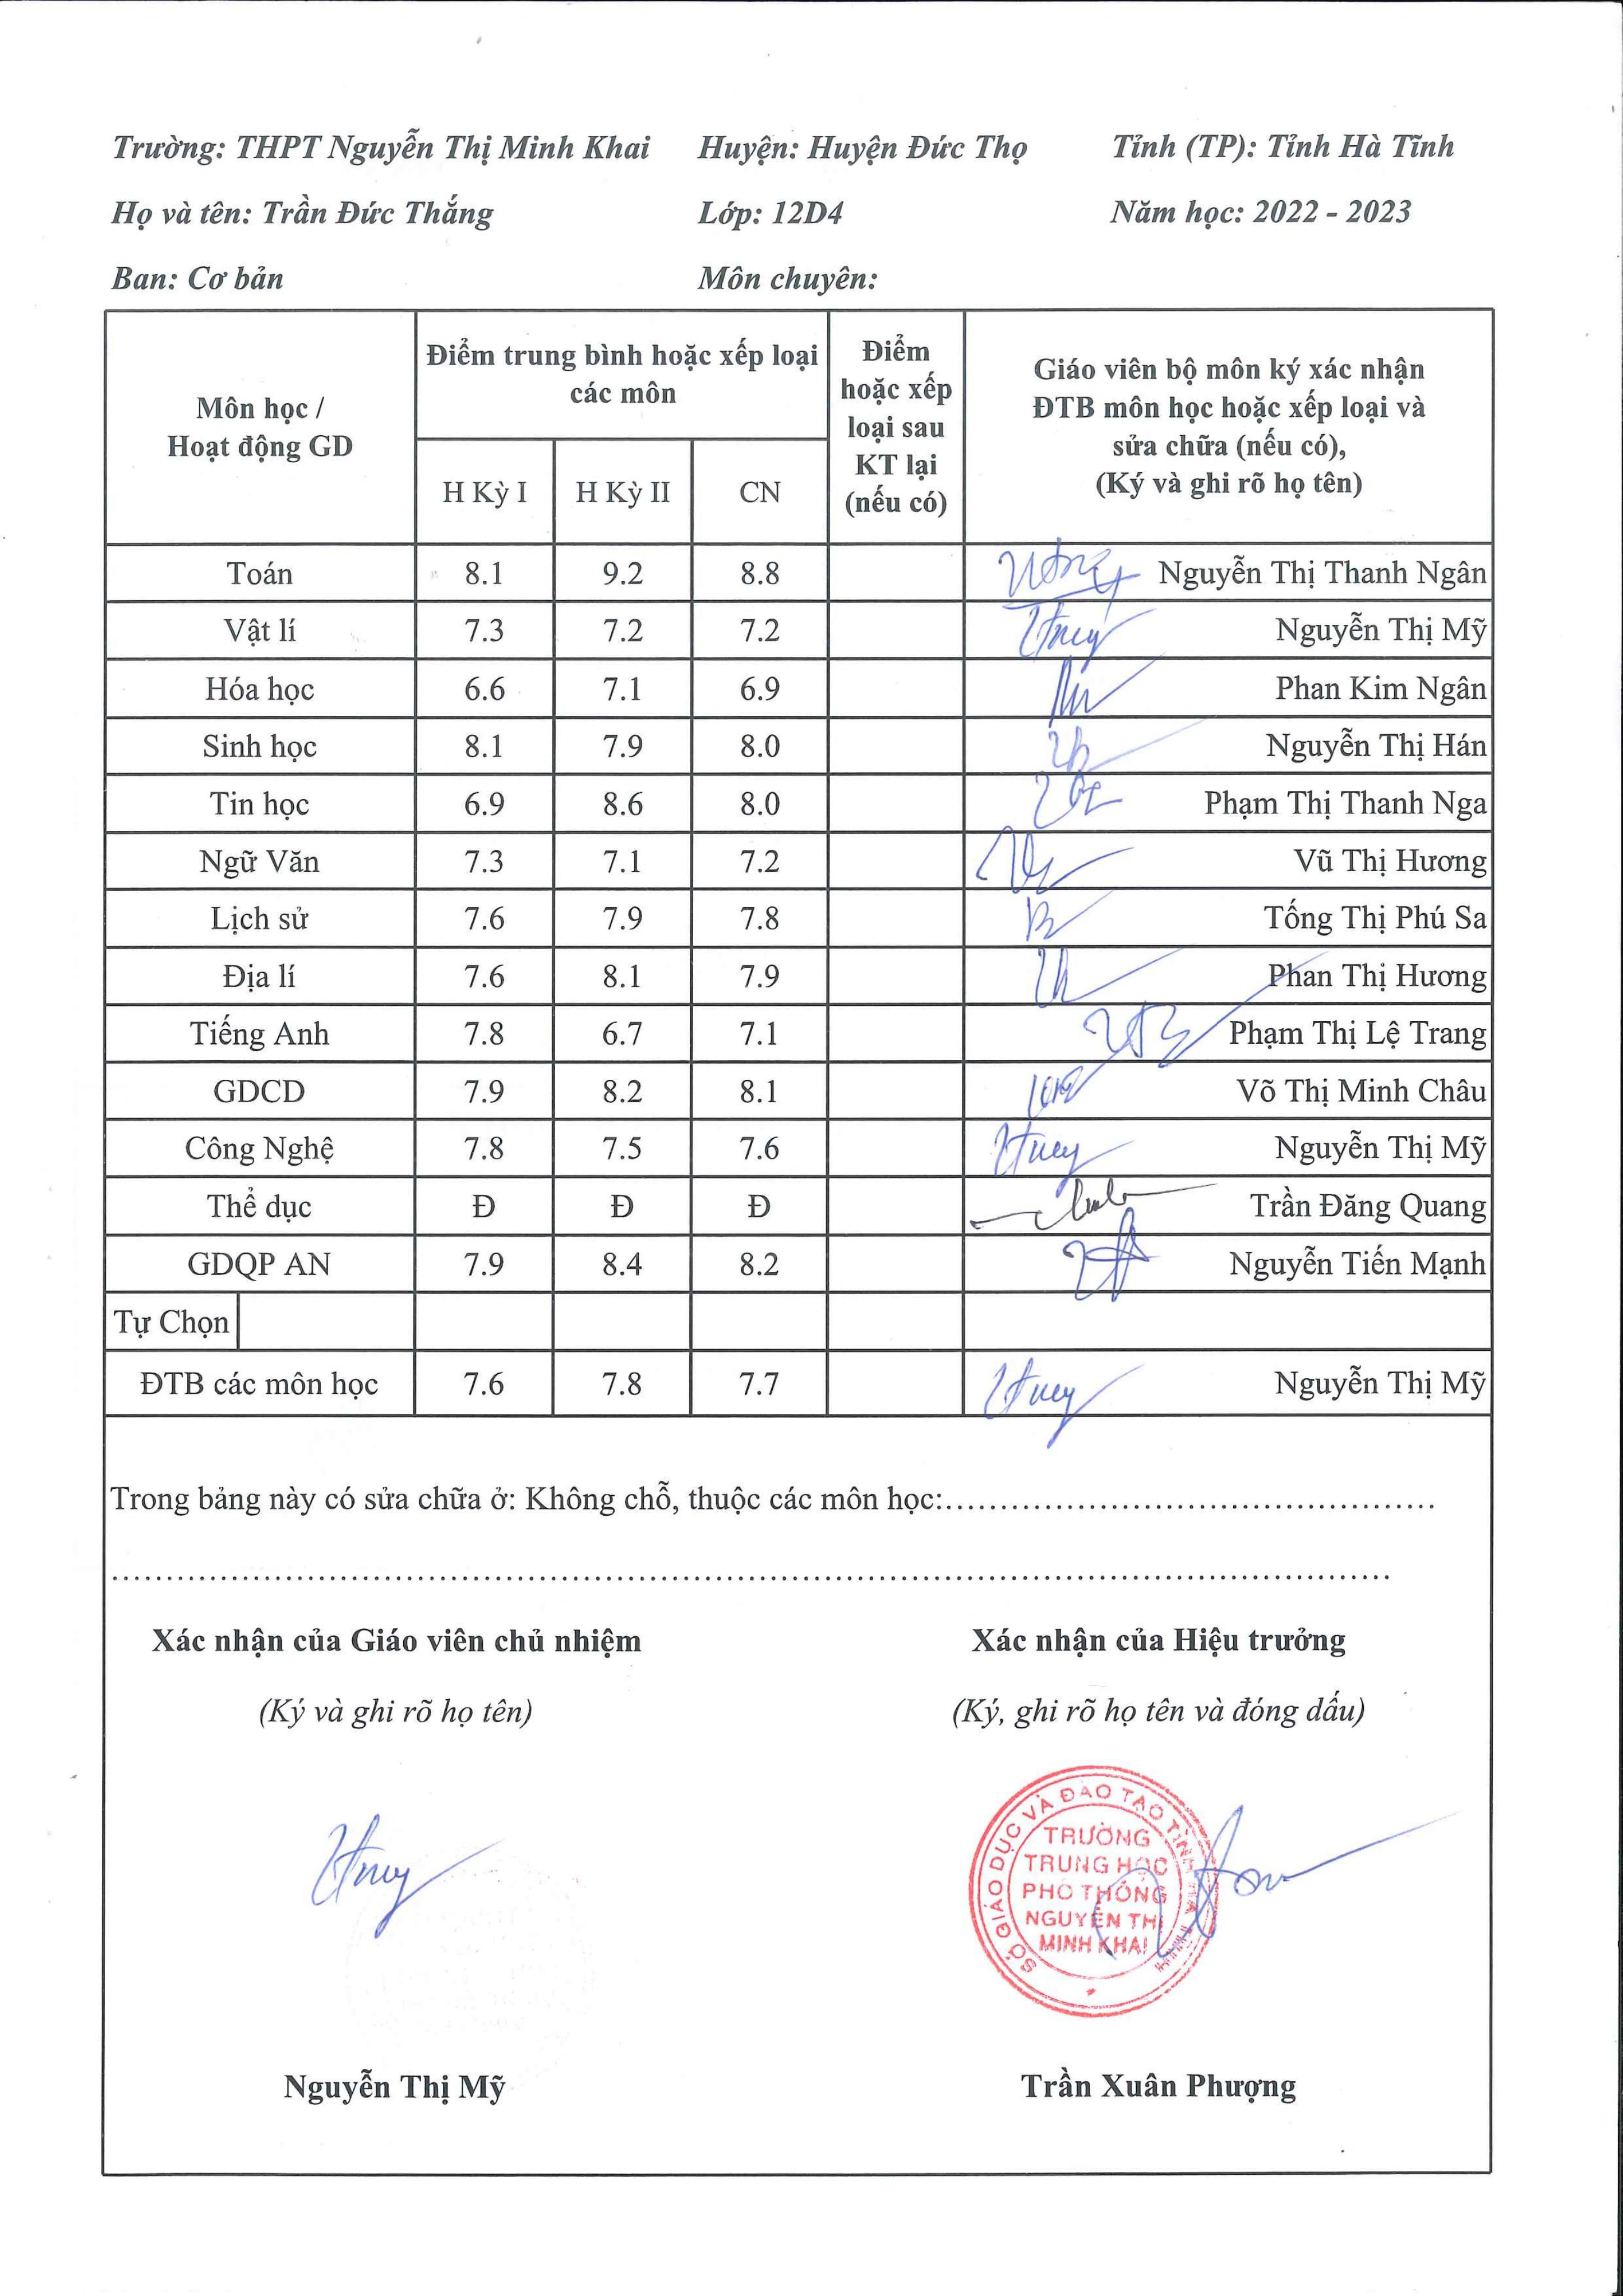 Trường: THPT Nguyễn Thị Minh Khai Huyện: Huyện Đức Thọ Tỉnh (TP): Tỉnh Hà Tĩnh
Họ và tên: Trần Đức Thắng Lớp: 12D4 Năm học: 2022 - 2023
Ban: Cơ bản Môn chuyên:
Môn học /
Hoạt động GD
Điểm trung bình hoặc xếp loại
các môn
H Kỳ I H Kỳ II CN
Điểm
hoặc xếp
loại sau
KT lại
(nếu có)
Giáo viên bộ môn ký xác nhận
ĐTB môn học hoặc xếp loại và
sửa chữa (nếu có),
(Ký và ghi rõ họ tên)
Toán 8.1 9.2 8.8 Nguyễn Thị Thanh Ngân
Vật lí 7.3 7.2 7.2 Nguyễn Thị Mỹ
Hóa học 6.6 7.1 6.9 Phan Kim Ngân
Sinh học 8.1 7.9 8.0 Nguyễn Thị Hán
Tin học 6.9 8.6 8.0 Phạm Thị Thanh Nga
Ngữ Văn 7.3 7.1 7.2 Vũ Thị Hương
Lịch sử 7.6 7.9 7.8 Tống Thị Phú Sa
Địa lí 7.6 8.1 7.9 Phan Thị Hương
Tiếng Anh 7.8 6.7 7.1 Phạm Thị Lệ Trang
GDCD 7.9 8.2 8.1 Võ Thị Minh Châu
Công Nghệ 7.8 7.5 7.6 Nguyễn Thị Mỹ
Thể dục Đ Đ Đ Trần Đăng Quang
GDQP AN 7.9 8.4 8.2 Nguyễn Tiến Mạnh
Tự Chọn
ĐTB các môn học 7.6 7.8 7.7 Nguyễn Thị Mỹ
Trong bảng này có sửa chữa ở: Không chỗ, thuộc các môn học:
Xác nhận của Giáo viên chủ nhiệm Xác nhận của Hiệu trưởng
(Ký và ghi rõ họ tên) (Ký, ghi rõ họ tên và đóng dấu)
SỞ GIÁO DỤC VÀ ĐÀO TẠO TỈNH
TRƯỜNG
TRUNG HỌC
PHỔ THÔNG
NGUYỄN THỊ
MINH KHAI
Nguyễn Thị Mỹ Trần Xuân Phượng